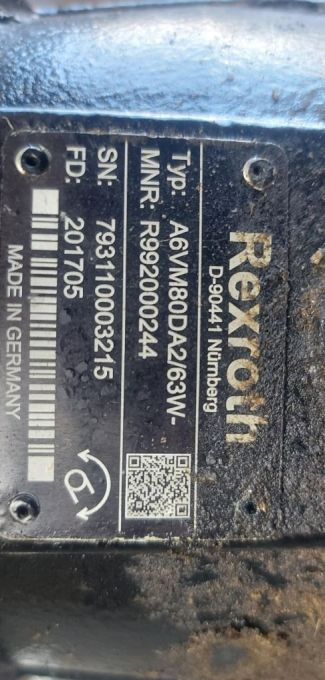 Rexroth
D-90441 Nürnberg
Typ: A6VM80DA2/63W-
MNR: R992000244
SN: 793110003215
FD: 201705
MADE IN GERMANY